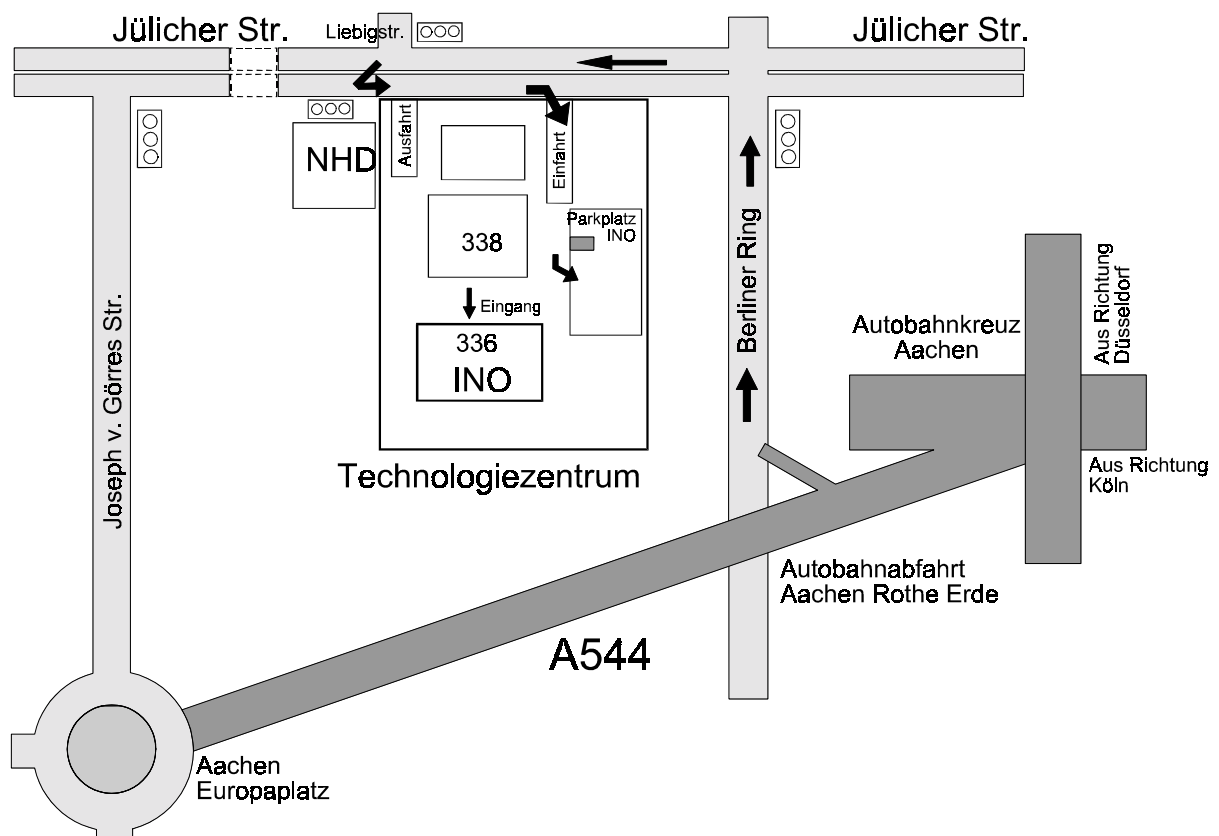 Jülicher Str.
Liebigstr.
Jülicher Str.
NHD
Ausfahrt
Einfahrt
Parkplatz
INO
338
Eingang
336
INO
Technologiezentrum
Joseph v. Görres Str.
Berliner Ring
Autobahnkreuz
Aachen
Aus Richtung
Düsseldorf
Aus Richtung
Köln
Autobahnabfahrt
Aachen Rothe Erde
A544
Aachen
Europaplatz